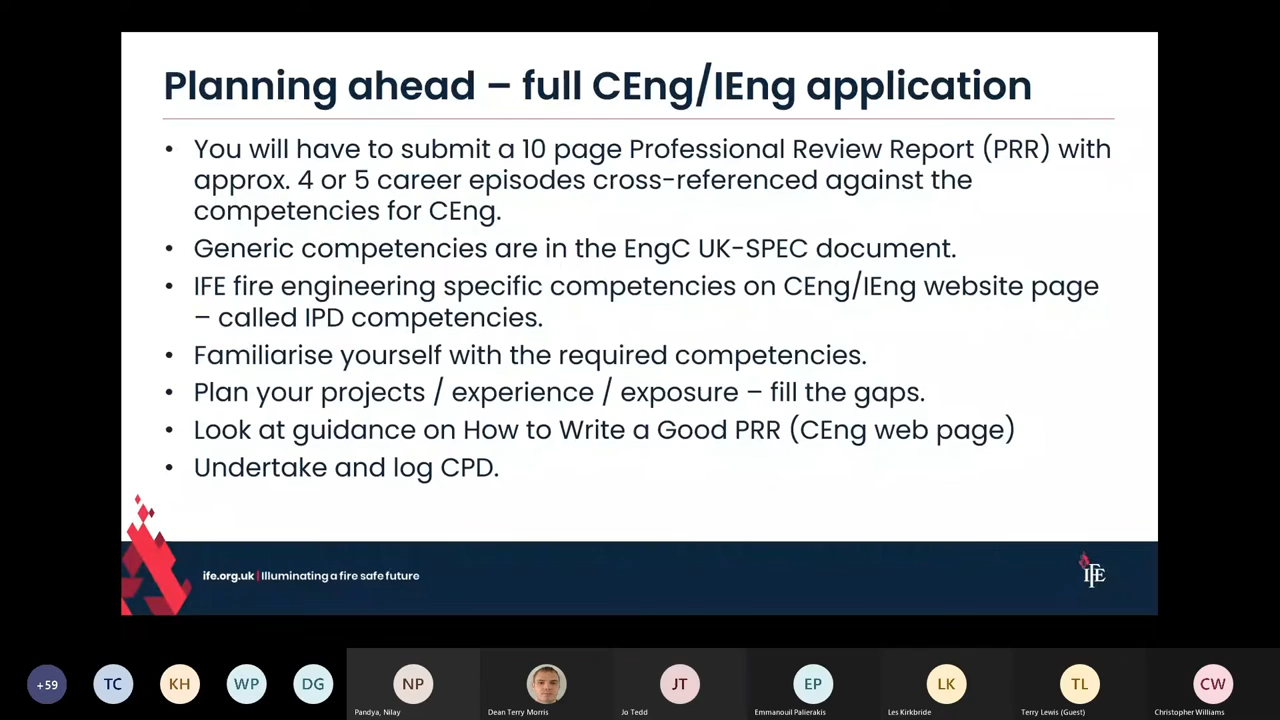 Planning ahead – full CEng/IEng application
• You will have to submit a 10 page Professional Review Report (PRR) with
approx. 4 or 5 career episodes cross-referenced against the
competencies for CEng.
• Generic competencies are in the EngC UK-SPEC document.
• IFE fire engineering specific competencies on CEng/IEng website page
– called IPD competencies.
• Familiarise yourself with the required competencies.
• Plan your projects / experience / exposure – fill the gaps.
• Look at guidance on How to Write a Good PRR (CEng web page)
• Undertake and log CPD.
ife.org.uk | Illuminating a fire safe future
IFE
+59 TC KH WP DG NP JT EP LK TL CW
Pandya, Nilay Dean Terry Morris Jo Tedd Emmanouil Palierakis Les Kirkbride Terry Lewis (Guest) Christopher Williams